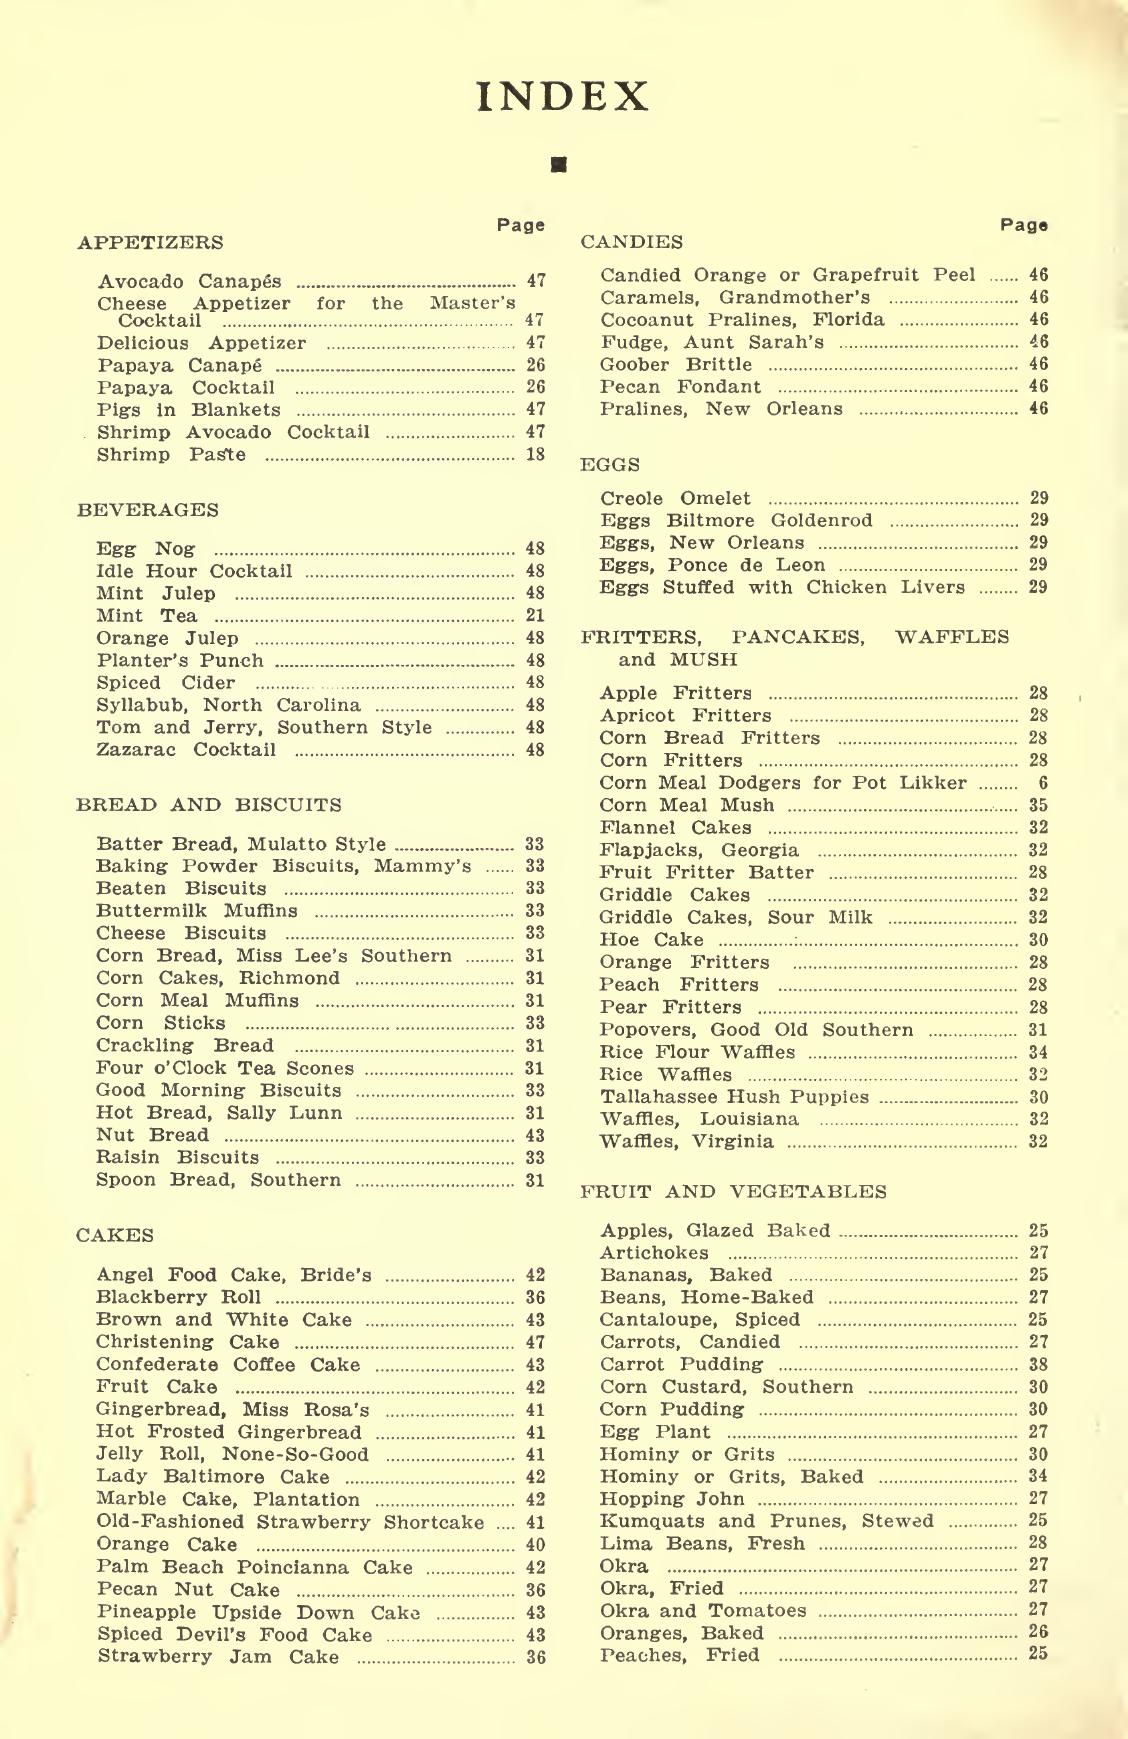 INDEX
Page
APPETIZERS
Avocado Canapés 47
Cheese Appetizer for the Master's
Cocktail 47
Delicious Appetizer 47
Papaya Canapé 26
Papaya Cocktail 26
Pigs in Blankets 47
Shrimp Avocado Cocktail 47
Shrimp Paste 18
BEVERAGES
Egg Nog 48
Idle Hour Cocktail 48
Mint Julep 48
Mint Tea 21
Orange Julep 48
Planter's Punch 48
Spiced Cider 48
Syllabub, North Carolina 48
Tom and Jerry, Southern Style 48
Zazarac Cocktail 48
BREAD AND BISCUITS
Batter Bread, Mulatto Style 33
Baking Powder Biscuits, Mammy's 33
Beaten Biscuits 33
Buttermilk Muffins 33
Cheese Biscuits 33
Corn Bread, Miss Lee's Southern 31
Corn Cakes, Richmond 31
Corn Meal Muffins 31
Corn Sticks 33
Crackling Bread 31
Four o'Clock Tea Scones 31
Good Morning Biscuits 33
Hot Bread, Sally Lunn 31
Nut Bread 43
Raisin Biscuits 33
Spoon Bread, Southern 31
CAKES
Angel Food Cake, Bride's 42
Blackberry Roll 36
Brown and White Cake 43
Christening Cake 47
Confederate Coffee Cake 43
Fruit Cake 42
Gingerbread, Miss Rosa's 41
Hot Frosted Gingerbread 41
Jelly Roll, None-So-Good 41
Lady Baltimore Cake 42
Marble Cake, Plantation 42
Old-Fashioned Strawberry Shortcake 41
Orange Cake 40
Palm Beach Poincianna Cake 42
Pecan Nut Cake 36
Pineapple Upside Down Cake 43
Spiced Devil's Food Cake 43
Strawberry Jam Cake 36
Page
CANDIES
Candied Orange or Grapefruit Peel 46
Caramels, Grandmother's 46
Cocoanut Pralines, Florida 46
Fudge, Aunt Sarah's 46
Goober Brittle 46
Pecan Fondant 46
Pralines, New Orleans 46
EGGS
Creole Omelet 29
Eggs Biltmore Goldenrod 29
Eggs, New Orleans 29
Eggs, Ponce de Leon 29
Eggs Stuffed with Chicken Livers 29
FRITTERS, PANCAKES, WAFFLES
and MUSH
Apple Fritters 28
Apricot Fritters 28
Corn Bread Fritters 28
Corn Fritters 28
Corn Meal Dodgers for Pot Likker 6
Corn Meal Mush 35
Flannel Cakes 32
Flapjacks, Georgia 32
Fruit Fritter Batter 28
Griddle Cakes 32
Griddle Cakes, Sour Milk 32
Hoe Cake 30
Orange Fritters 28
Peach Fritters 28
Pear Fritters 28
Popovers, Good Old Southern 31
Rice Flour Waffles 34
Rice Waffles 32
Tallahassee Hush Puppies 30
Waffles, Louisiana 32
Waffles, Virginia 32
FRUIT AND VEGETABLES
Apples, Glazed Baked 25
Artichokes 27
Bananas, Baked 25
Beans, Home-Baked 27
Cantaloupe, Spiced 25
Carrots, Candied 27
Carrot Pudding 38
Corn Custard, Southern 30
Corn Pudding 30
Egg Plant 27
Hominy or Grits 30
Hominy or Grits, Baked 34
Hopping John 27
Kumquats and Prunes, Stewed 25
Lima Beans, Fresh 28
Okra 27
Okra, Fried 27
Okra and Tomatoes 27
Oranges, Baked 26
Peaches, Fried 25